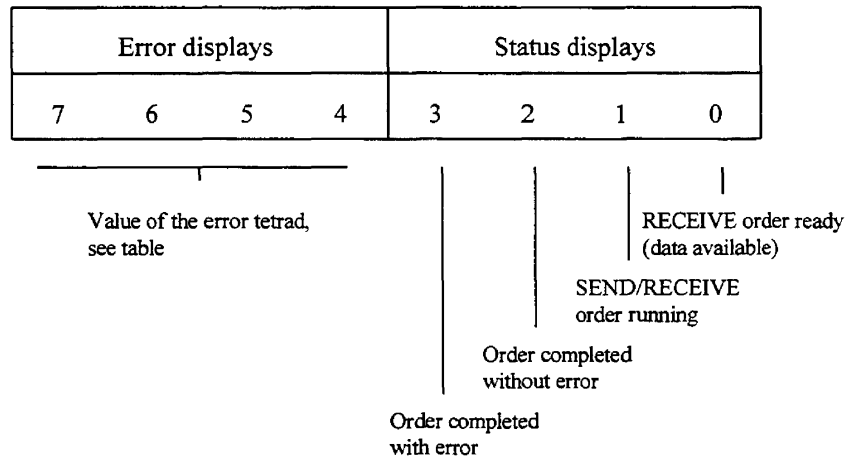 Error displays Status displays
7 6 5 4 3 2 1 0
Value of the error tetrad,
see table
RECEIVE order ready
(data available)
SEND/RECEIVE
order running
Order completed
without error
Order completed
with error